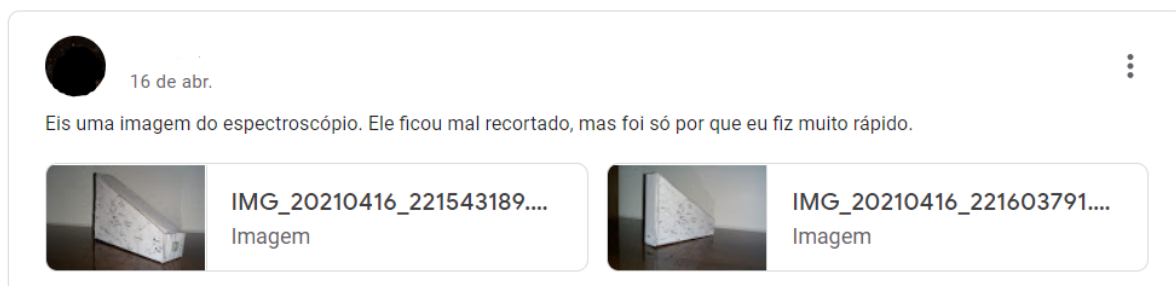 16 de abr.
Eis uma imagem do espectroscópio. Ele ficou mal recortado, mas foi só por que eu fiz muito rápido.
IMG_20210416_221543189....
Imagem
IMG_20210416_221603791....
Imagem